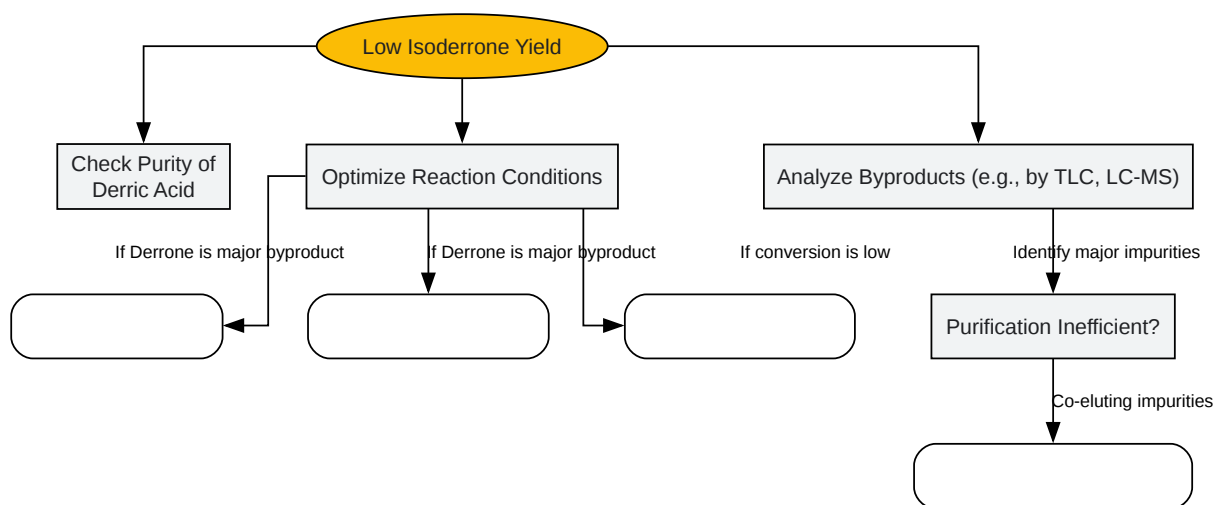 Low Isoderrone Yield
Check Purity of
Derric Acid
Optimize Reaction Conditions
Analyze Byproducts (e.g., by TLC, LC-MS)
If Derrone is major byproduct
If Derrone is major byproduct
If conversion is low
Identify major impurities
Purification Inefficient?
Co-eluting impurities